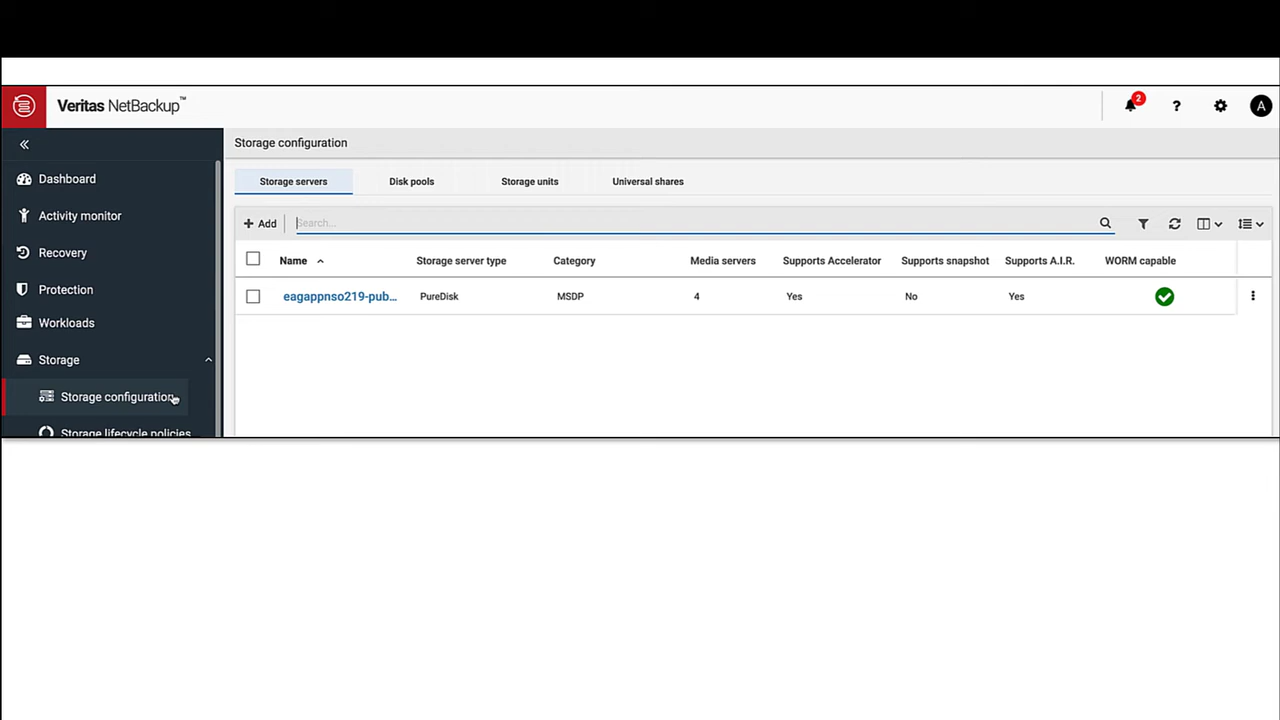 Veritas NetBackup™
2
?
A
Storage configuration
Dashboard
Activity monitor
Recovery
Protection
Workloads
Storage
Storage configuration
Storage lifecycle policies
Storage servers Disk pools Storage units Universal shares
+ Add Search...
Name Storage server type Category Media servers Supports Accelerator Supports snapshot Supports A.I.R. WORM capable
eagappnso219-pub... PureDisk MSDP 4 Yes No Yes